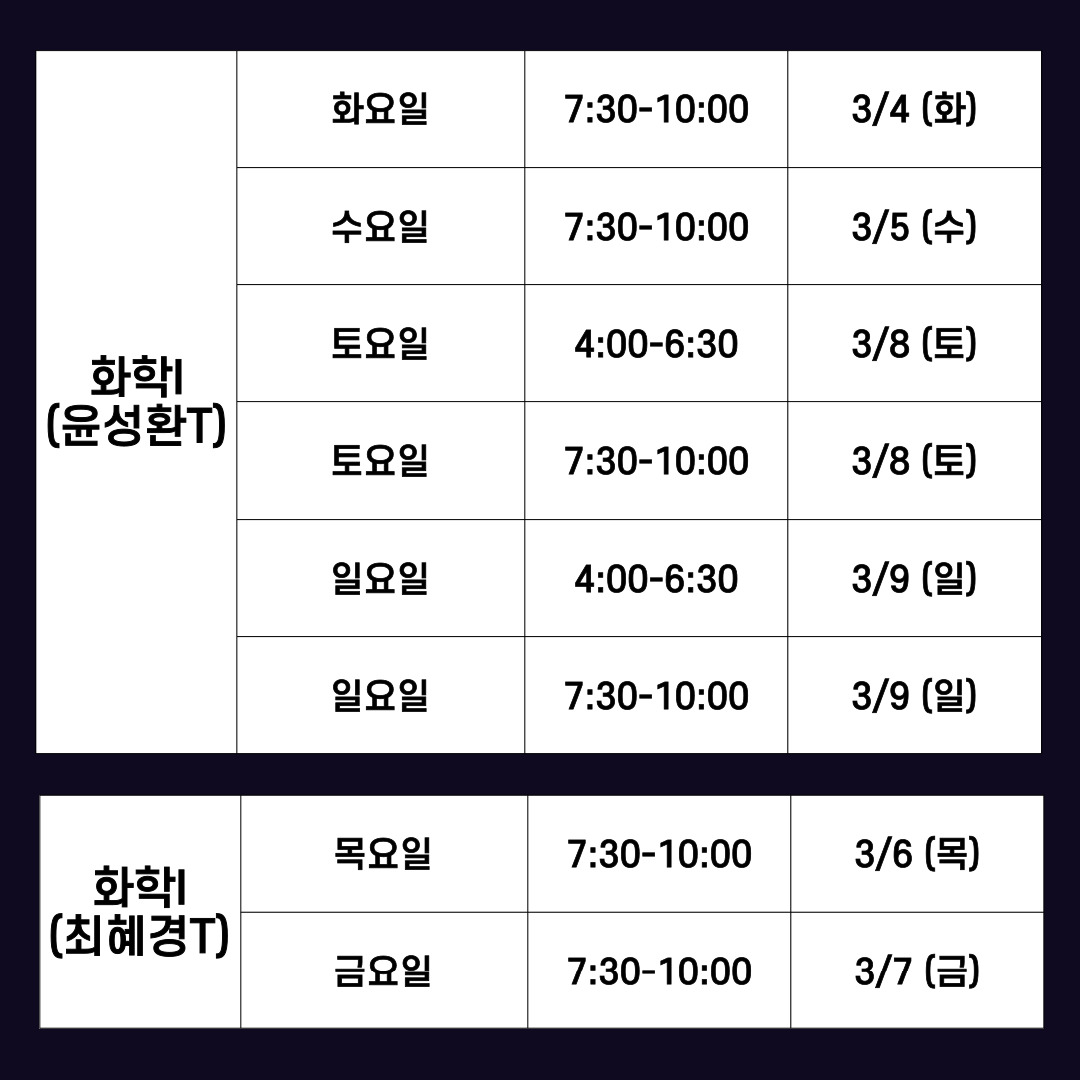 화학I
(윤성환T)
화요일 7:30-10:00 3/4 (화)
수요일 7:30-10:00 3/5 (수)
토요일 4:00-6:30 3/8 (토)
토요일 7:30-10:00 3/8 (토)
일요일 4:00-6:30 3/9 (일)
일요일 7:30-10:00 3/9 (일)
화학I
(최혜경T)
목요일 7:30-10:00 3/6 (목)
금요일 7:30-10:00 3/7 (금)